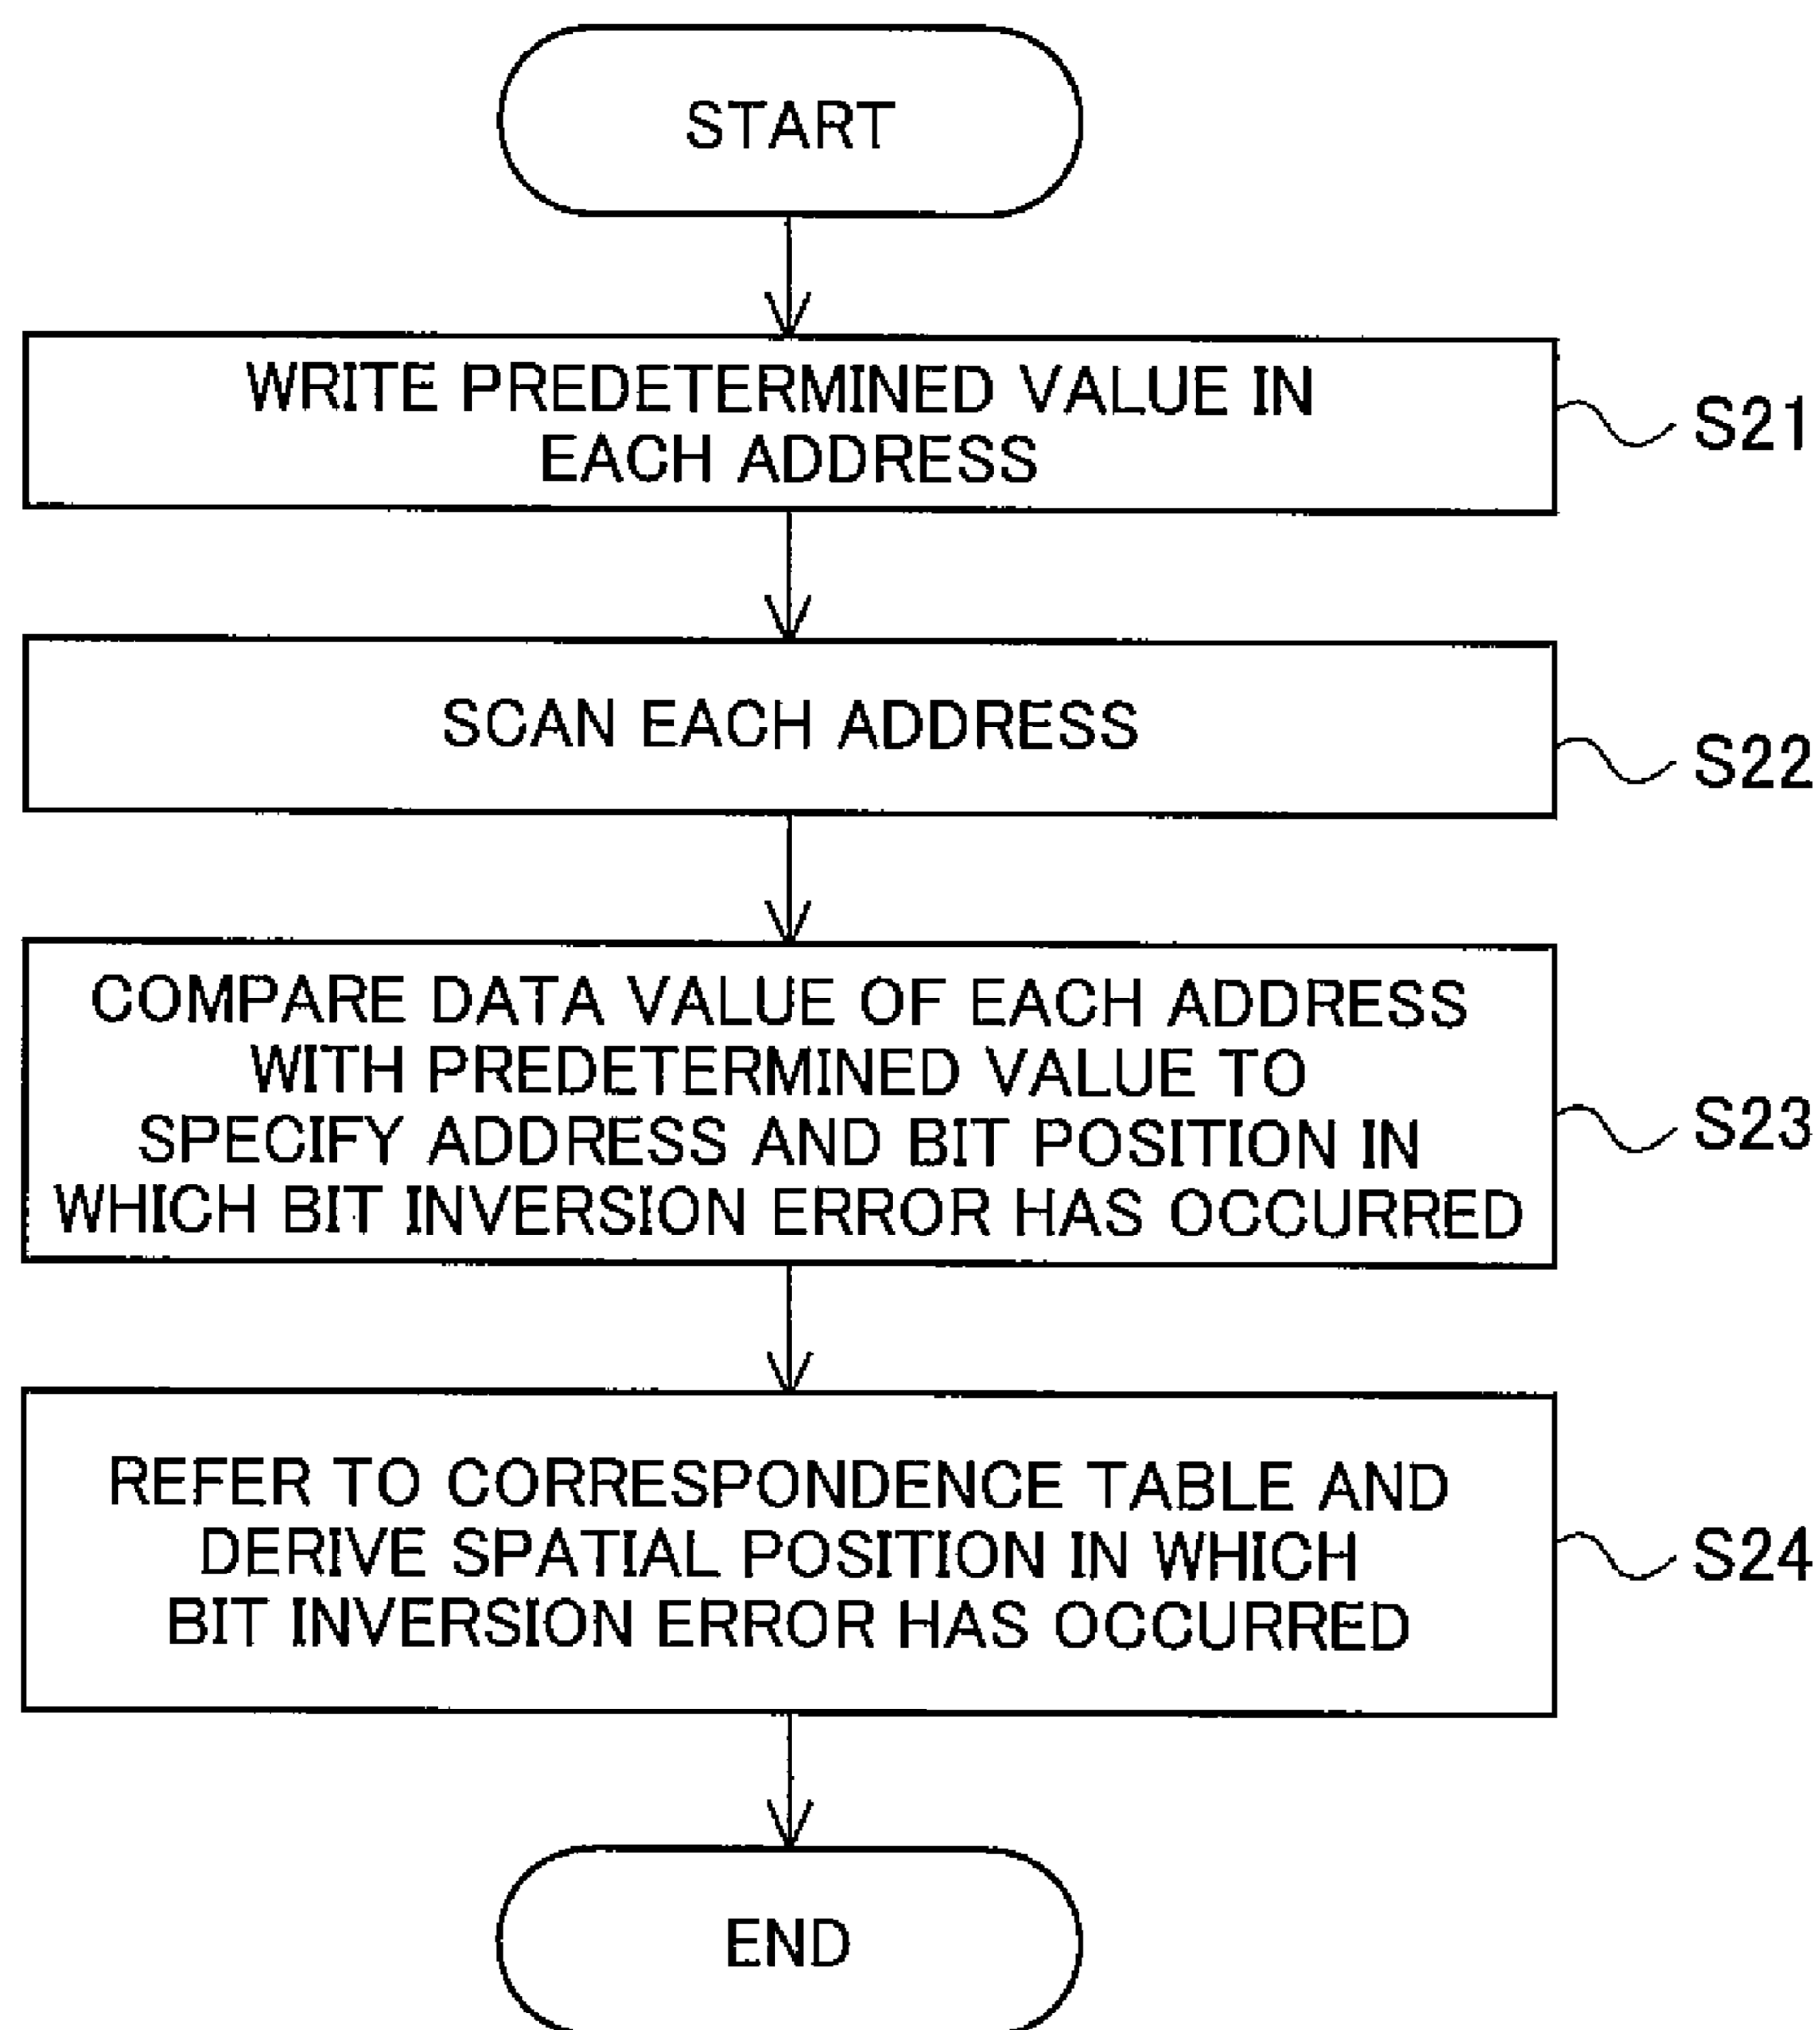 START
WRITE PREDETERMINED VALUE IN
EACH ADDRESS
S21
SCAN EACH ADDRESS
S22
COMPARE DATA VALUE OF EACH ADDRESS
WITH PREDETERMINED VALUE TO
SPECIFY ADDRESS AND BIT POSITION IN
WHICH BIT INVERSION ERROR HAS OCCURRED
S23
REFER TO CORRESPONDENCE TABLE AND
DERIVE SPATIAL POSITION IN WHICH
BIT INVERSION ERROR HAS OCCURRED
S24
END